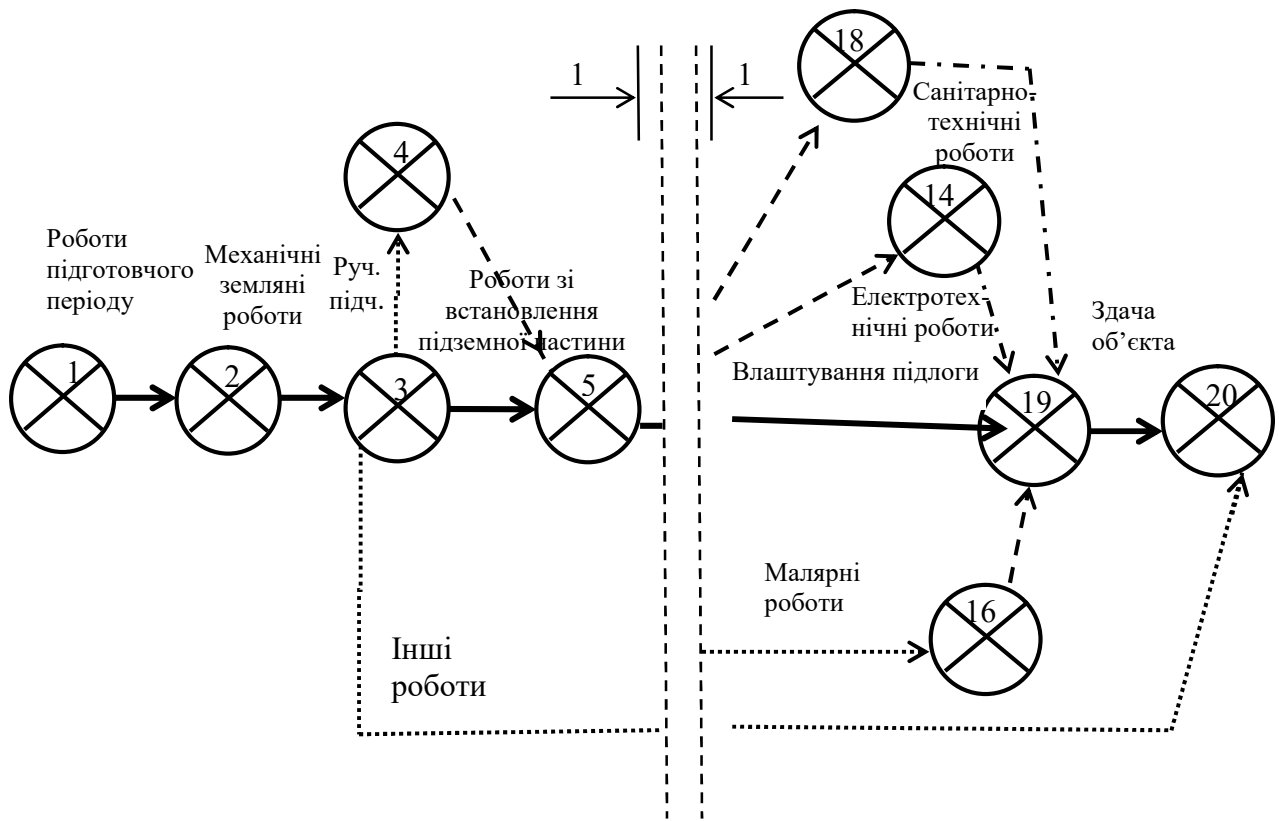 18
1
1
Санітарно-
технічні
роботи
4
14
Роботи
підготовчого
періоду
Механічні
земляні
роботи
Руч.
підч.
Роботи зі
встановлення
підземної частини
Електротех-
нічні роботи
Здача
об’єкта
Влаштування підлоги
1
2
3
5
19
20
Малярні
роботи
16
Інші
роботи